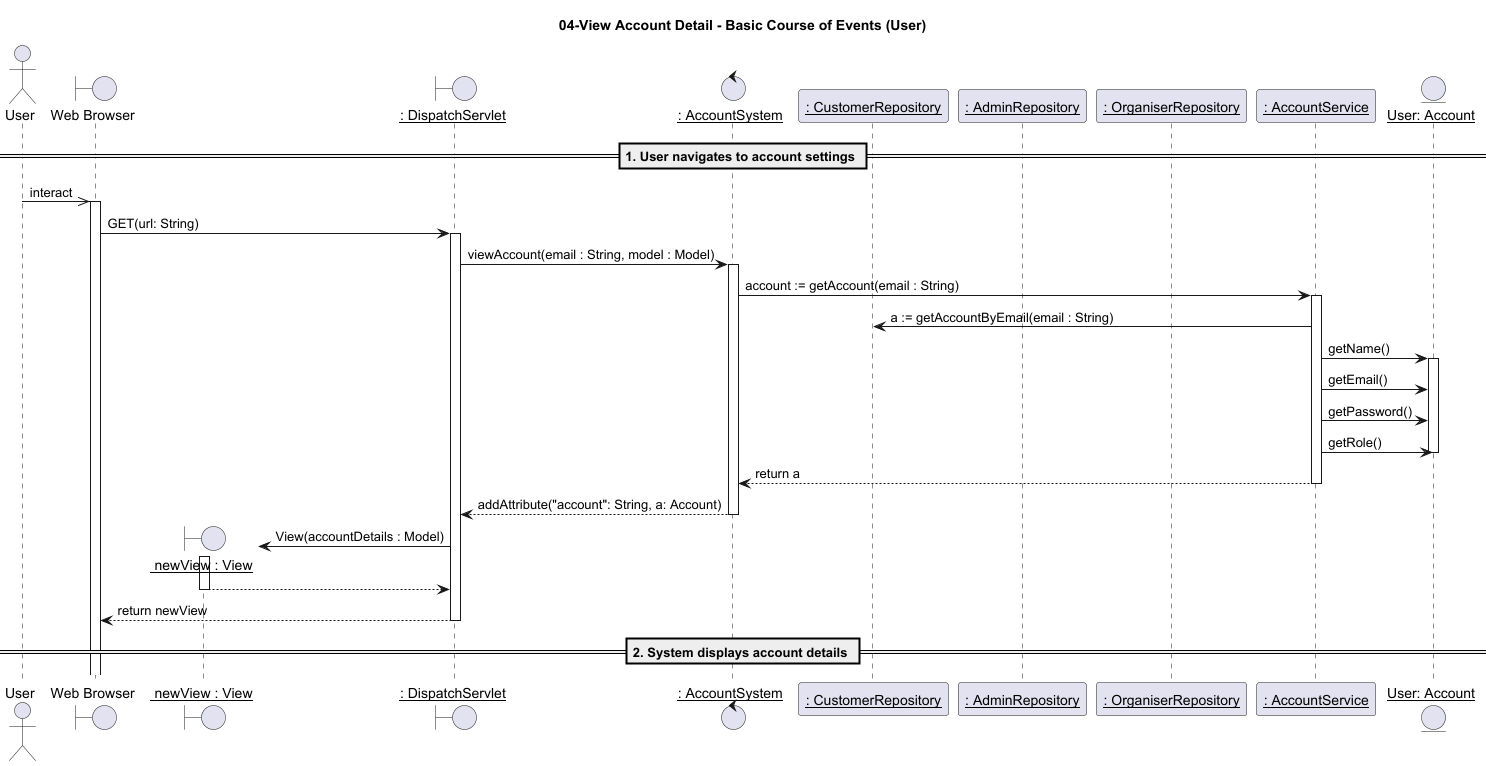 04-View Account Detail - Basic Course of Events (User)
User
Web Browser
: DispatchServlet
: AccountSystem
: CustomerRepository
: AdminRepository
: OrganiserRepository
: AccountService
User: Account
1. User navigates to account settings
interact
GET(url: String)
viewAccount(email : String, model : Model)
account := getAccount(email : String)
a := getAccountByEmail(email : String)
getName()
getEmail()
getPassword()
getRole()
return a
addAttribute("account": String, a: Account)
View(accountDetails : Model)
newView : View
return newView
2. System displays account details
User
Web Browser
newView : View
: DispatchServlet
: AccountSystem
: CustomerRepository
: AdminRepository
: OrganiserRepository
: AccountService
User: Account